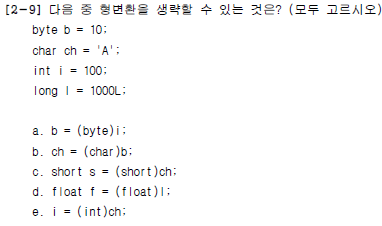 [2-9] 다음 중 형변환을 생략할 수 있는 것은? (모두 고르시오)
byte b = 10;
char ch = 'A';
int i = 100;
long l = 1000L;
a. b = (byte)i;
b. ch = (char)b;
c. short s = (short)ch;
d. float f = (float)l;
e. i = (int)ch;